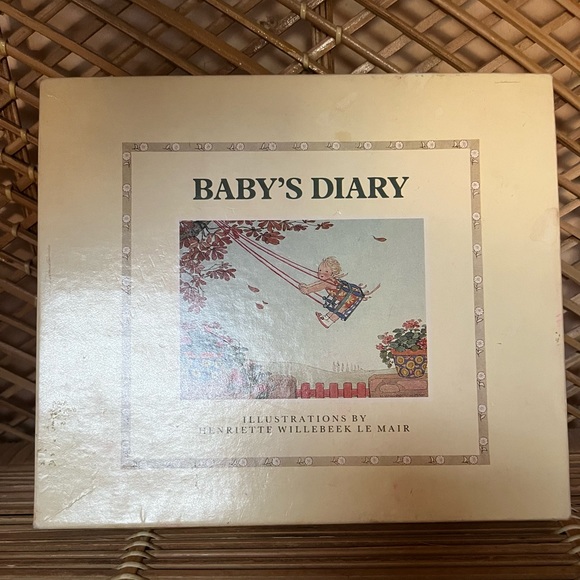 BABY'S DIARY
ILLUSTRATIONS BY
HENRIETTE WILLEBEEK LE MAIR